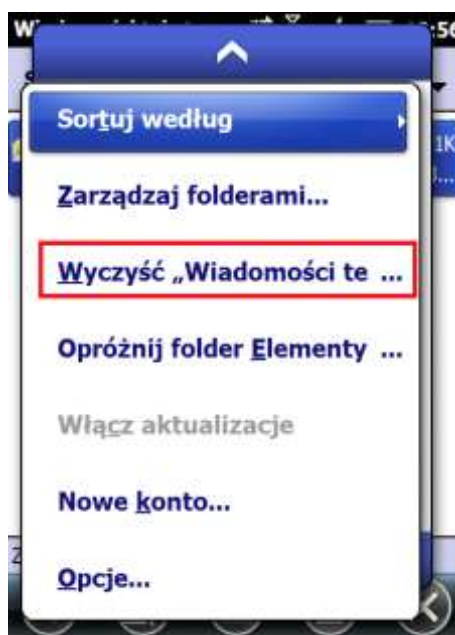 Sortuj według
Zarządzaj folderami...
Wyczyść „Wiadomości te ...
Opróżnij folder Elementy ...
Włącz aktualizacje
Nowe konto...
Opcje...